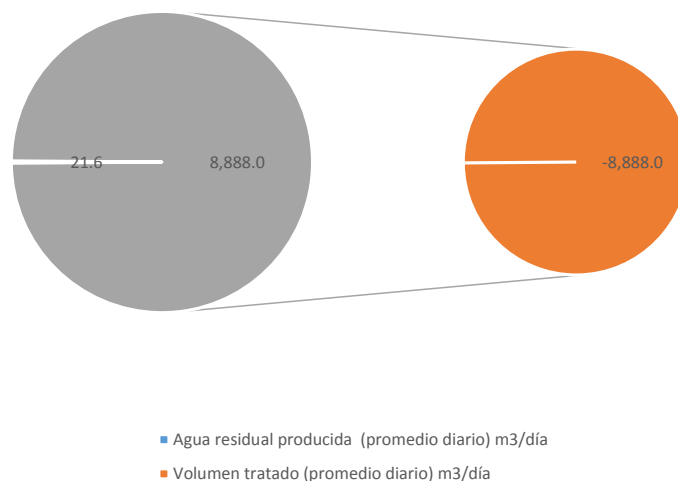 21.6
8,888.0
-8,888.0
Agua residual producida (promedio diario) m3/día
Volumen tratado (promedio diario) m3/día